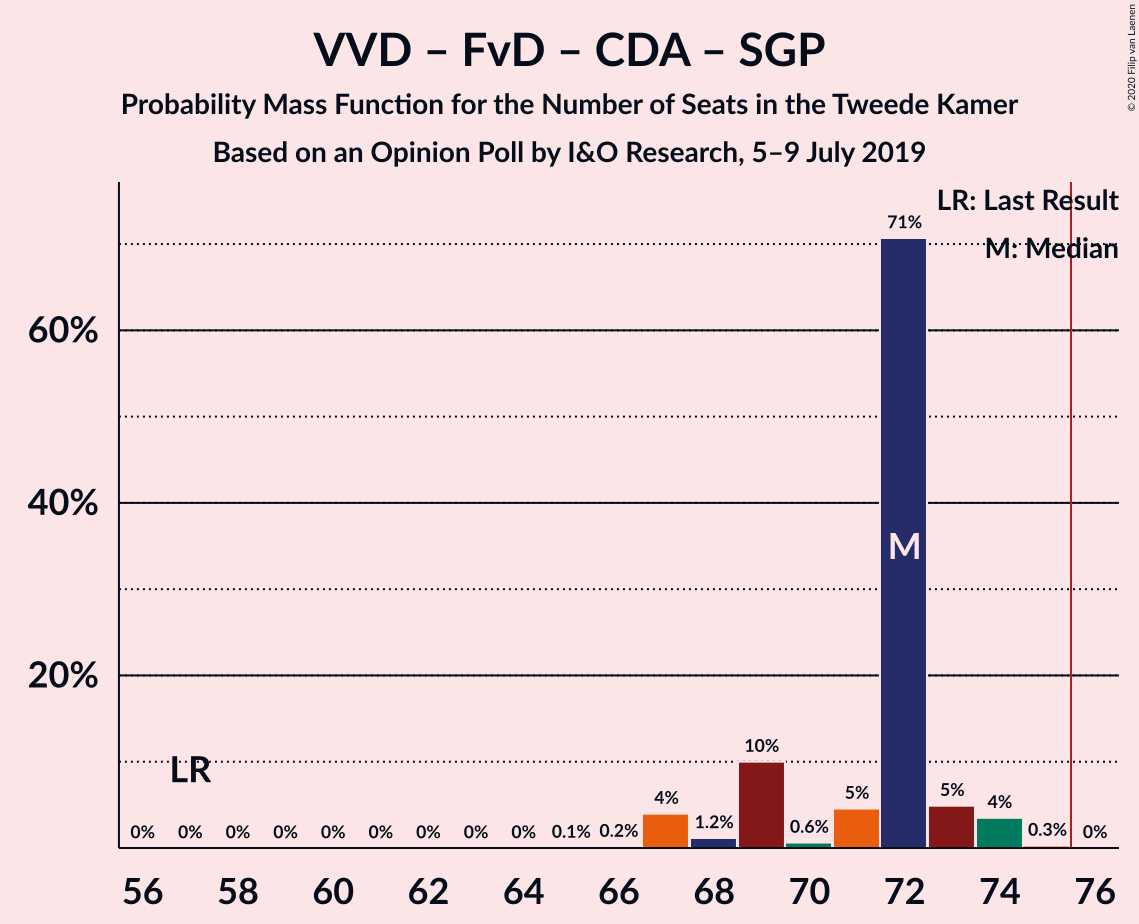 © 2020 Filip van Laenen
VVD – FvD – CDA – SGP
Probability Mass Function for the Number of Seats in the Tweede Kamer
Based on an Opinion Poll by I&O Research, 5–9 July 2019
LR: Last Result
M: Median
71%
60%
40%
M
20%
LR
10%
4%
5%
5%
4%
0% 0% 0% 0% 0% 0% 0% 0% 0% 0.1% 0.2% 1.2% 0.6% 0.3% 0%
56 58 60 62 64 66 68 70 72 74 76